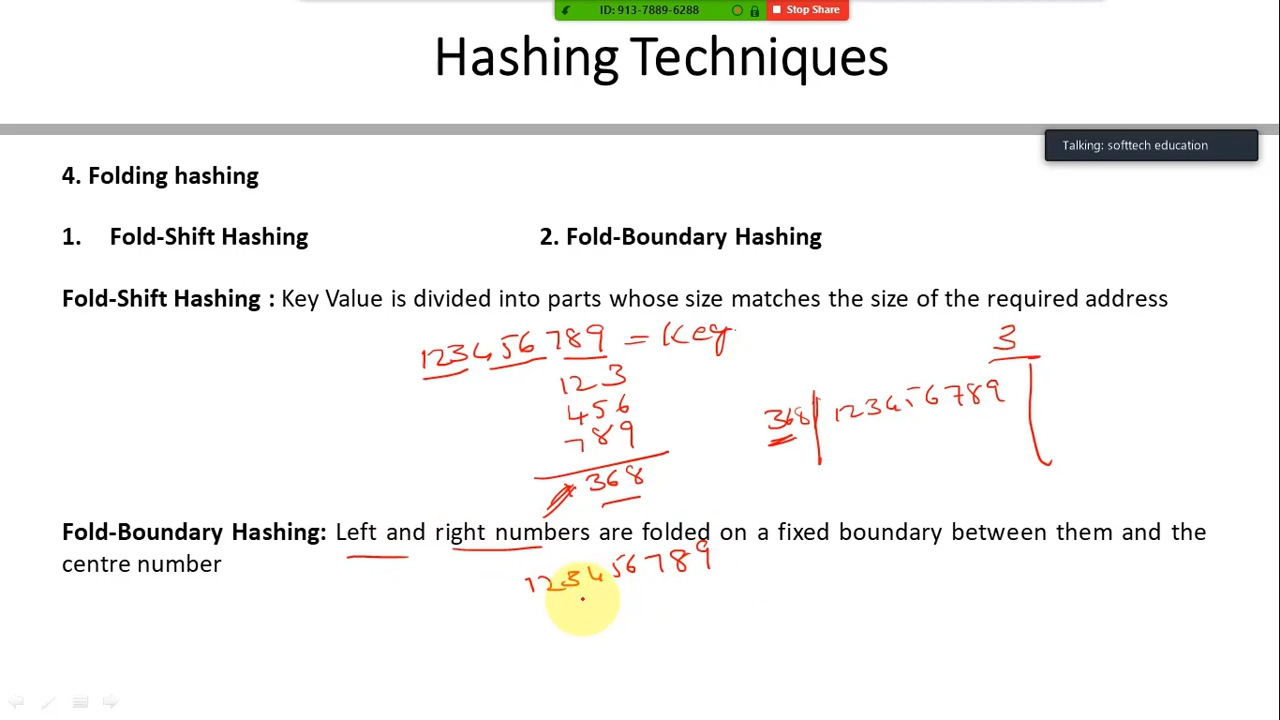 ID: 913-7889-6288 Stop Share
Hashing Techniques
Talking: softtech education
4. Folding hashing
1. Fold-Shift Hashing 2. Fold-Boundary Hashing
Fold-Shift Hashing : Key Value is divided into parts whose size matches the size of the required address
123456789 = Key
3
123
456
789
368
368 123456789
Fold-Boundary Hashing: Left and right numbers are folded on a fixed boundary between them and the
centre number
123456789